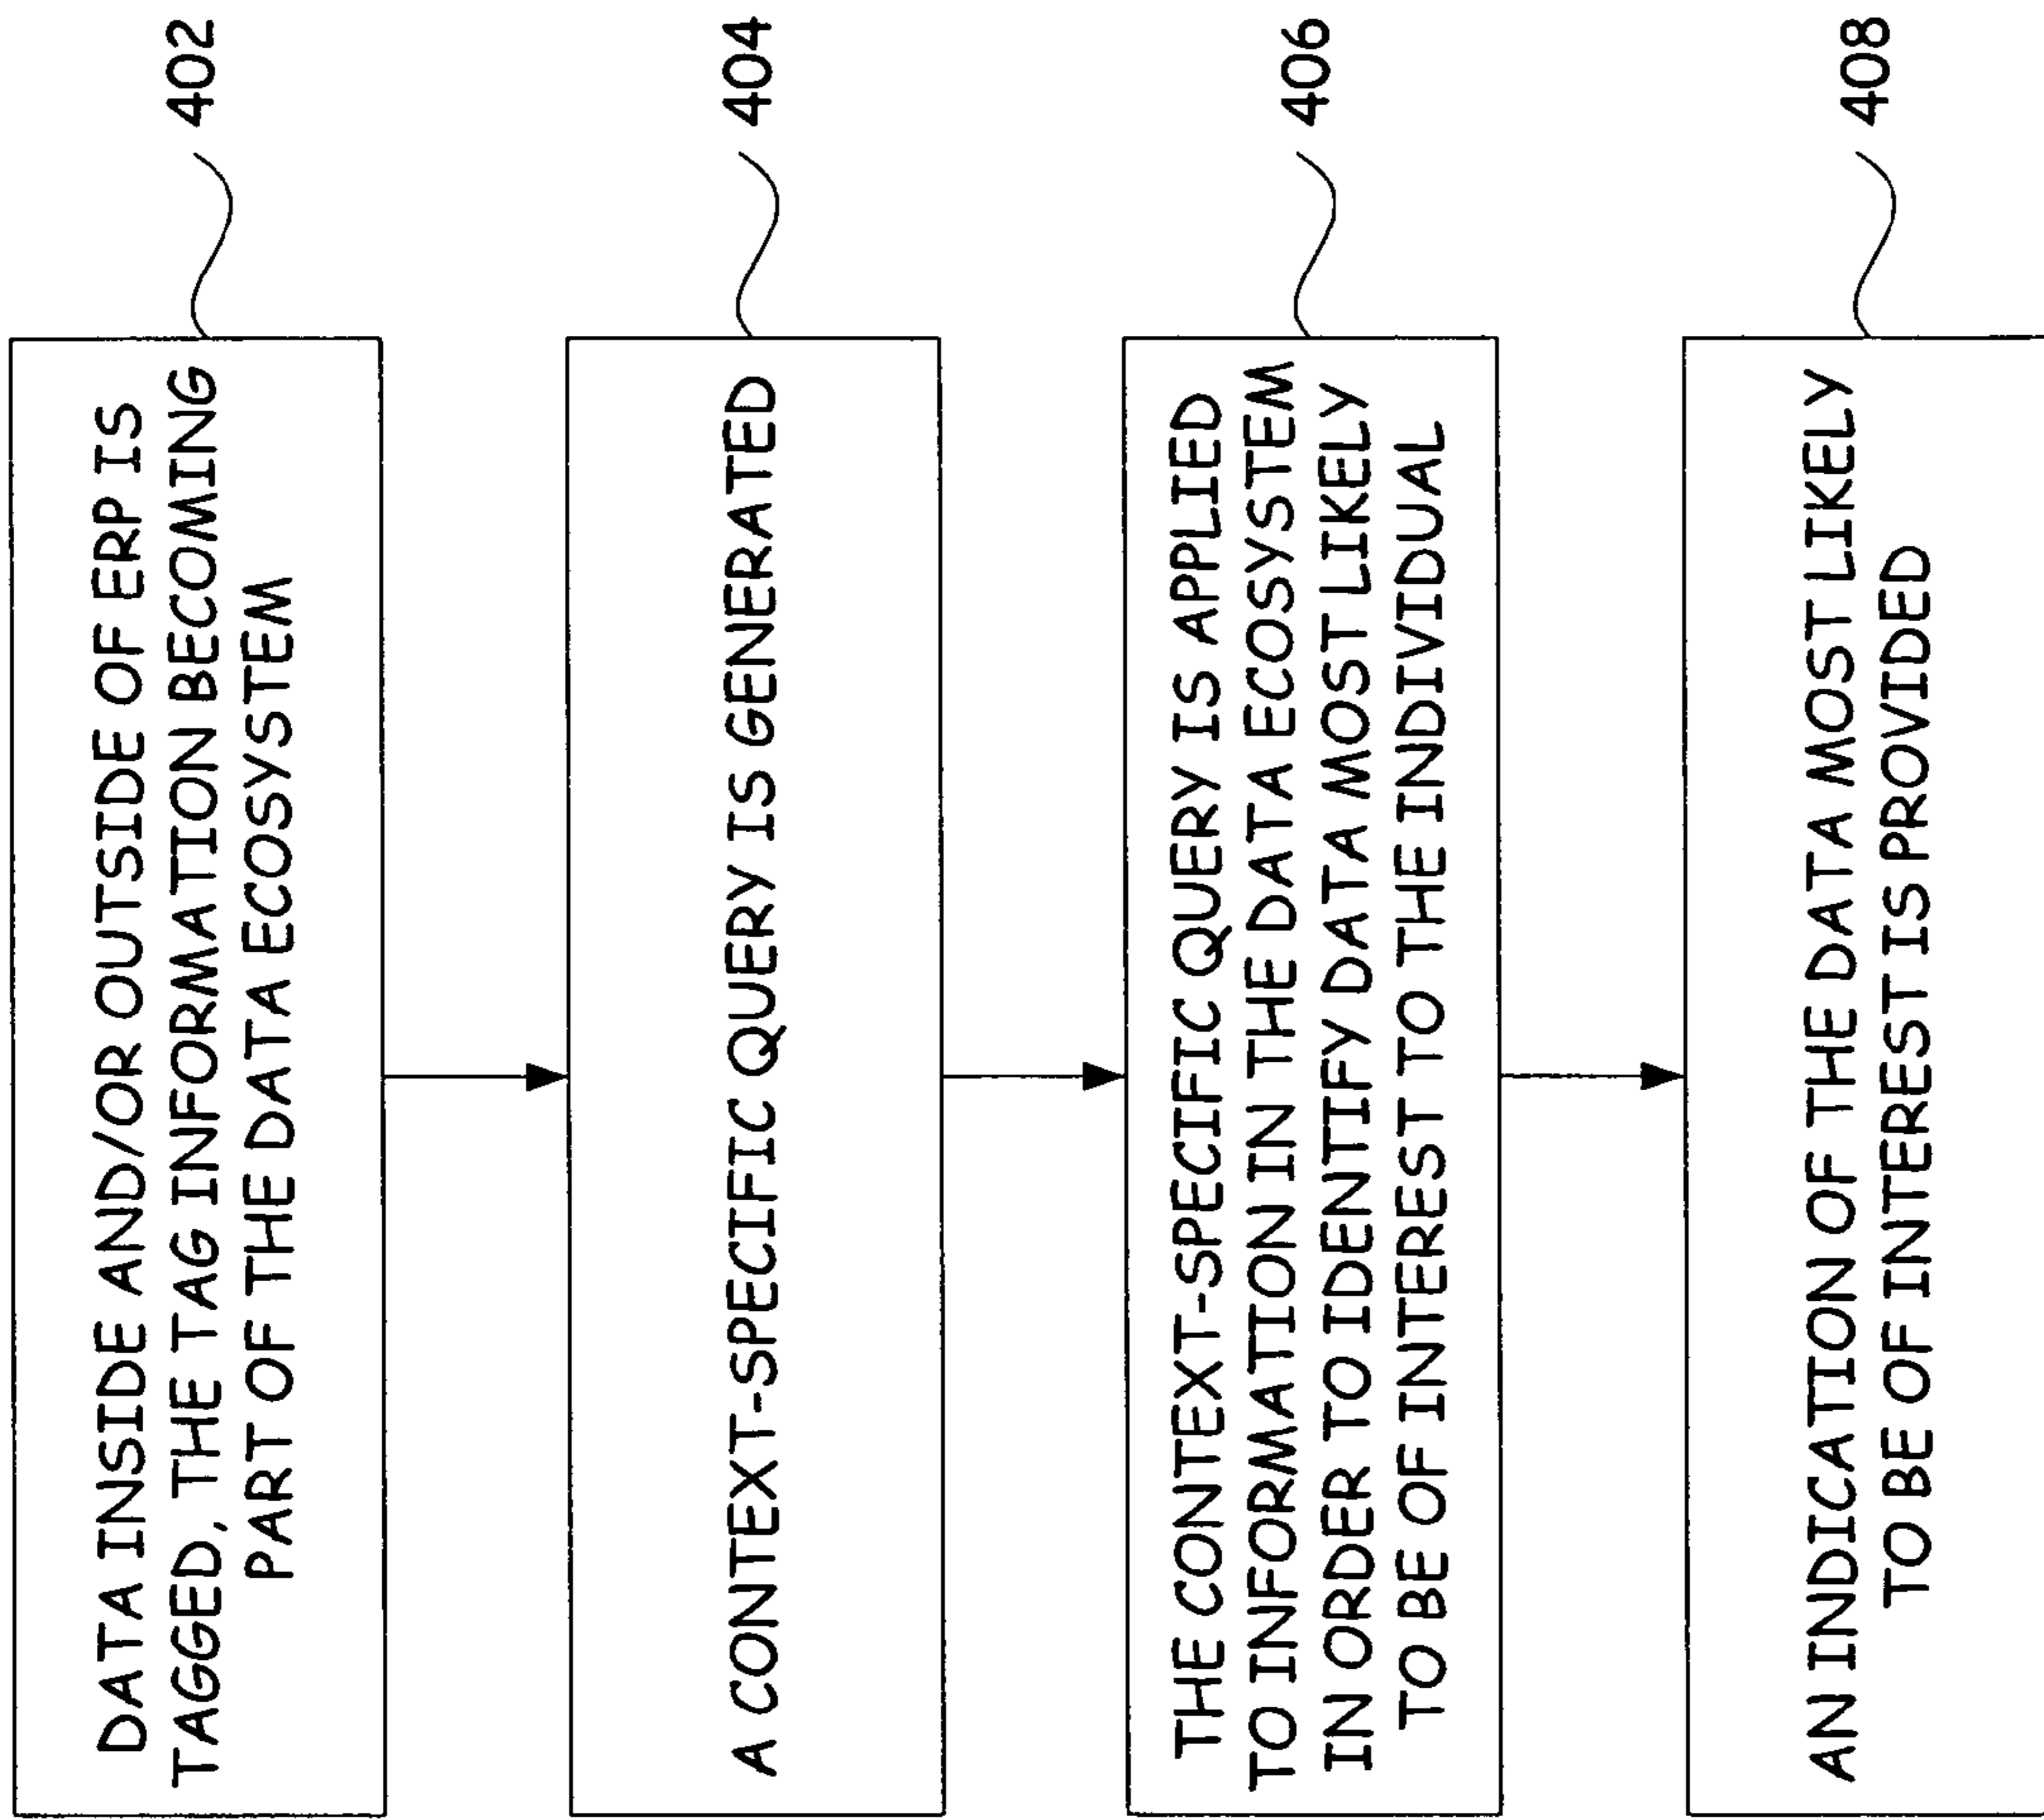 DATA INSIDE AND/OR OUTSIDE OF ERP IS
TAGGED, THE TAG INFORMATION BECOMING
PART OF THE DATA ECOSYSTEM
402
A CONTEXT-SPECIFIC QUERY IS GENERATED
404
THE CONTEXT-SPECIFIC QUERY IS APPLIED
TO INFORMATION IN THE DATA ECOSYSTEM
IN ORDER TO IDENTIFY DATA MOST LIKELY
TO BE OF INTEREST TO THE INDIVIDUAL
406
AN INDICATION OF THE DATA MOST LIKELY
TO BE OF INTEREST IS PROVIDED
408